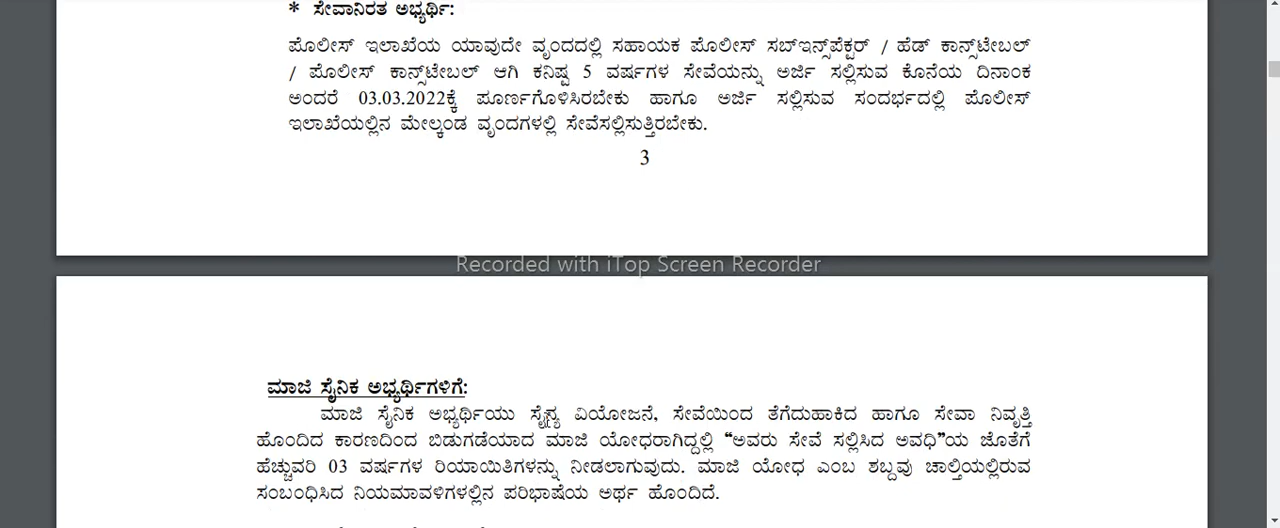 * ಸೇವಾನಿರತ ಅಭ್ಯರ್ಥಿ:
ಪೊಲೀಸ್ ಇಲಾಖೆಯ ಯಾವುದೇ ವೃಂದದಲ್ಲಿ ಸಹಾಯಕ ಪೊಲೀಸ್ ಸಬ್‌ಇನ್ಸ್‌ಪೆಕ್ಟರ್ / ಹೆಡ್ ಕಾನ್ಸ್‌ಟೇಬಲ್
/ ಪೊಲೀಸ್ ಕಾನ್ಸ್‌ಟೇಬಲ್ ಆಗಿ ಕನಿಷ್ಟ 5 ವರ್ಷಗಳ ಸೇವೆಯನ್ನು ಅರ್ಜಿ ಸಲ್ಲಿಸುವ ಕೊನೆಯ ದಿನಾಂಕ
ಅಂದರೆ 03.03.2022ಕ್ಕೆ ಪೂರ್ಣಗೊಳಿಸಿರಬೇಕು ಹಾಗೂ ಅರ್ಜಿ ಸಲ್ಲಿಸುವ ಸಂದರ್ಭದಲ್ಲಿ ಪೊಲೀಸ್
ಇಲಾಖೆಯಲ್ಲಿನ ಮೇಲ್ಕಂಡ ವೃಂದಗಳಲ್ಲಿ ಸೇವೆಸಲ್ಲಿಸುತ್ತಿರಬೇಕು.
3
Recorded with iTop Screen Recorder
ಮಾಜಿ ಸೈನಿಕ ಅಭ್ಯರ್ಥಿಗಳಿಗೆ:
ಮಾಜಿ ಸೈನಿಕ ಅಭ್ಯರ್ಥಿಯು ಸೈನ್ಯ ವಿಯೋಜನೆ, ಸೇವೆಯಿಂದ ತೆಗೆದುಹಾಕಿದ ಹಾಗೂ ಸೇವಾ ನಿವೃತ್ತಿ
ಹೊಂದಿದ ಕಾರಣದಿಂದ ಬಿಡುಗಡೆಯಾದ ಮಾಜಿ ಯೋಧರಾಗಿದ್ದಲ್ಲಿ “ಅವರು ಸೇವೆ ಸಲ್ಲಿಸಿದ ಅವಧಿ”ಯ ಜೊತೆಗೆ
ಹೆಚ್ಚುವರಿ 03 ವರ್ಷಗಳ ರಿಯಾಯಿತಿಗಳನ್ನು ನೀಡಲಾಗುವುದು. ಮಾಜಿ ಯೋಧ ಎಂಬ ಶಬ್ದವು ಚಾಲ್ತಿಯಲ್ಲಿರುವ
ಸಂಬಂಧಿಸಿದ ನಿಯಮಾವಳಿಗಳಲ್ಲಿನ ಪರಿಭಾಷೆಯ ಅರ್ಥ ಹೊಂದಿದೆ.